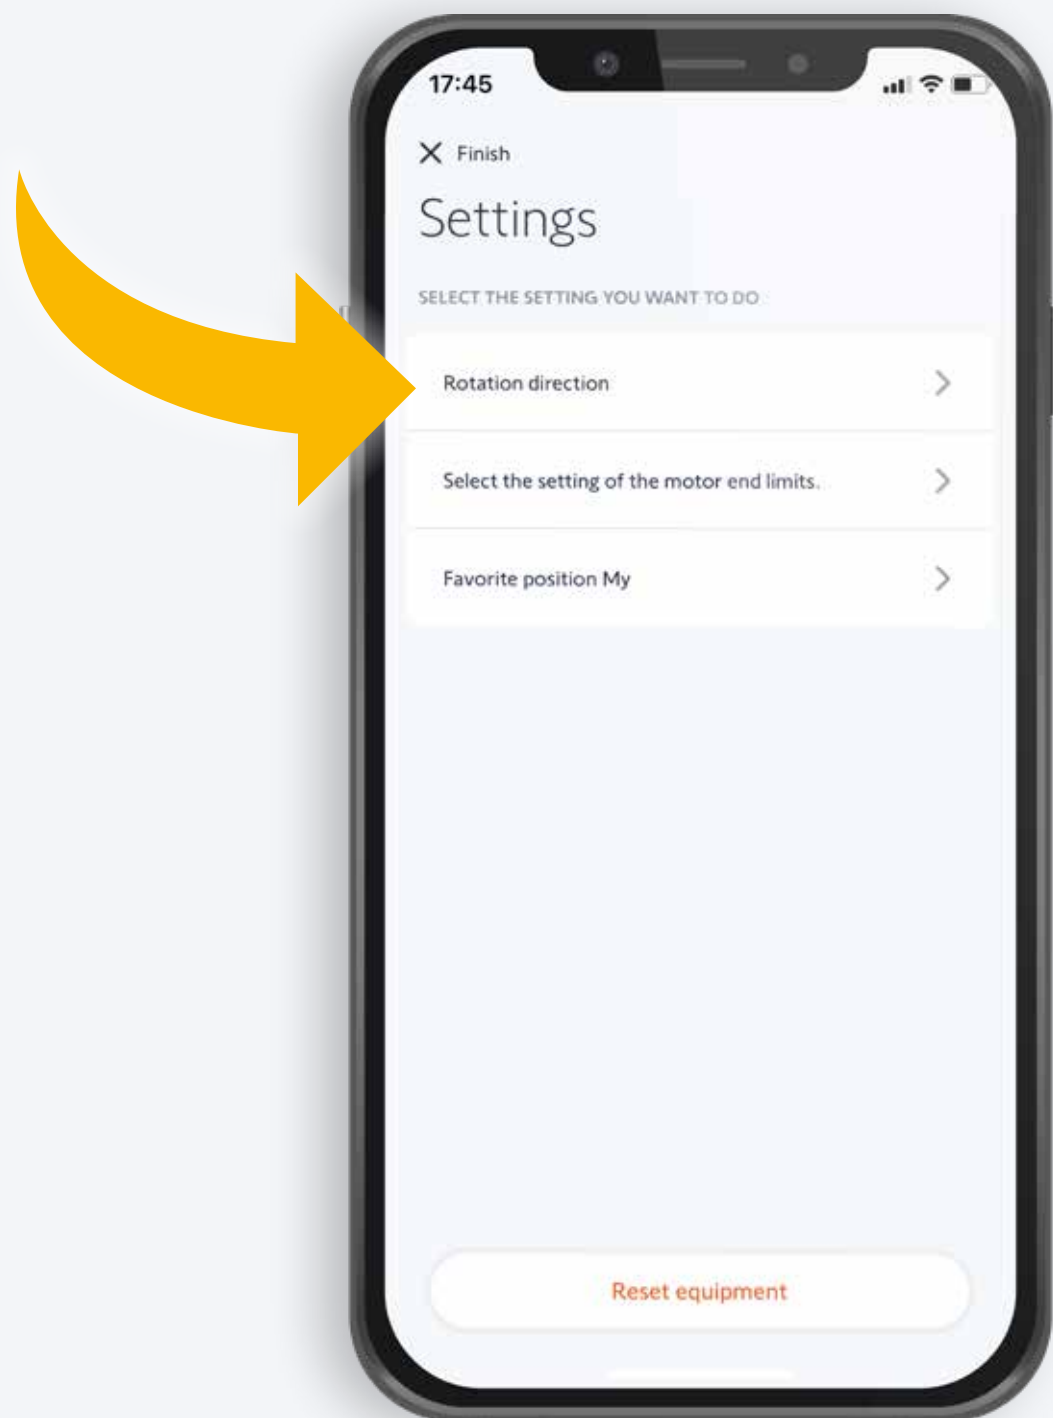 17:45
Finish
Settings
SELECT THE SETTING YOU WANT TO DO
Rotation direction
Select the setting of the motor end limits.
Favorite position My
Reset equipment